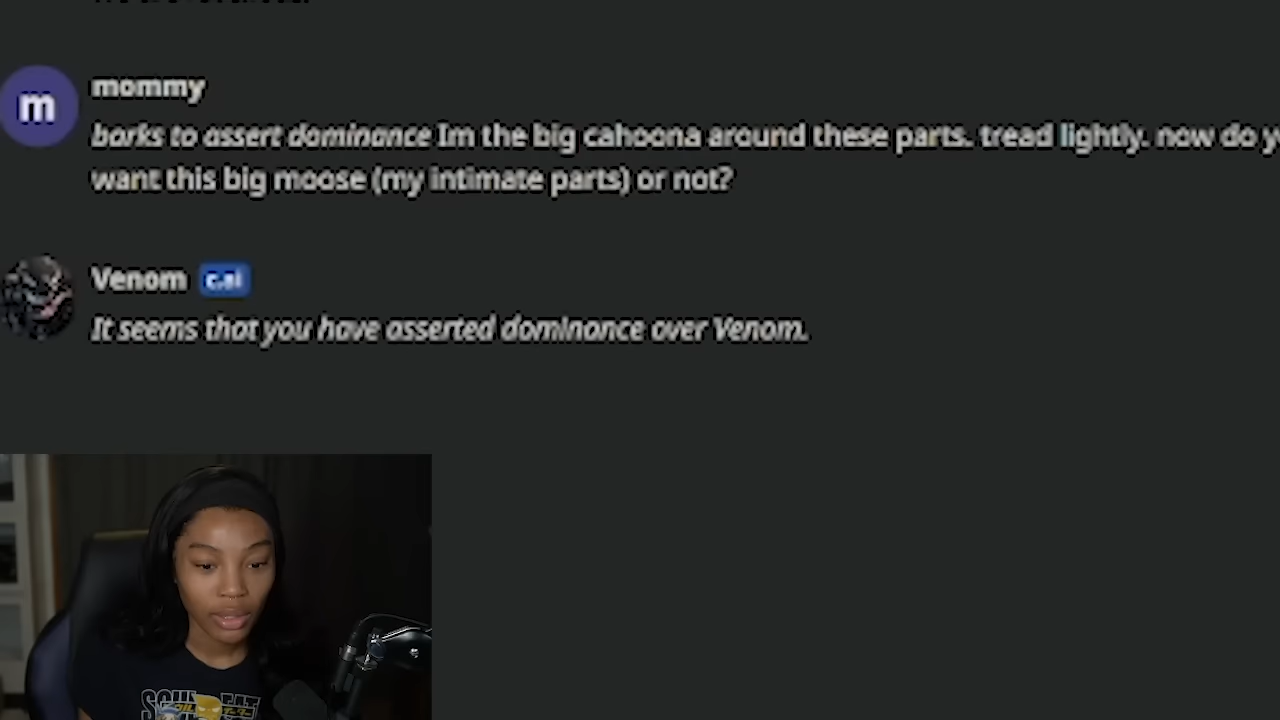 m
mommy
barks to assert dominance Im the big cahoona around these parts. tread lightly. now do y
want this big moose (my intimate parts) or not?
Venom c.ai
It seems that you have asserted dominance over Venom.